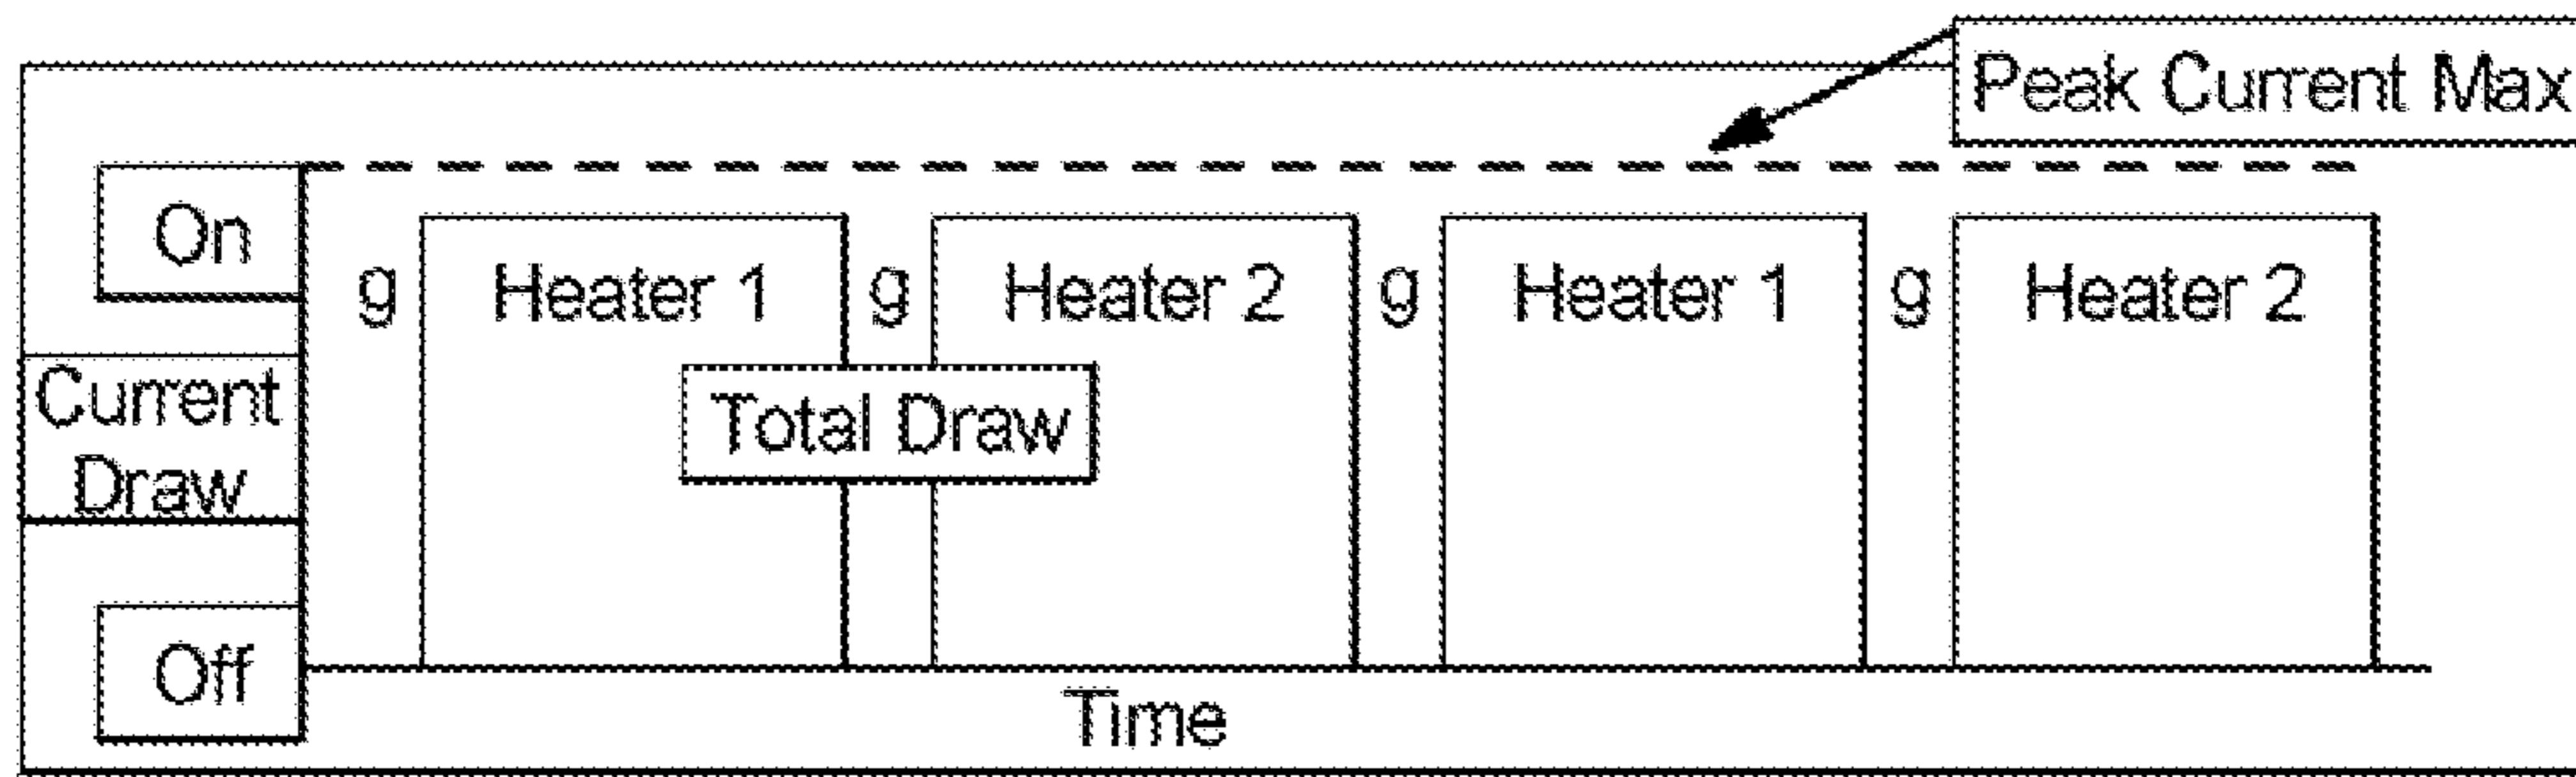 Peak Current Max
On
g
Heater 1
g
Heater 2
g
Heater 1
g
Heater 2
Current
Draw
Total Draw
Off
Time